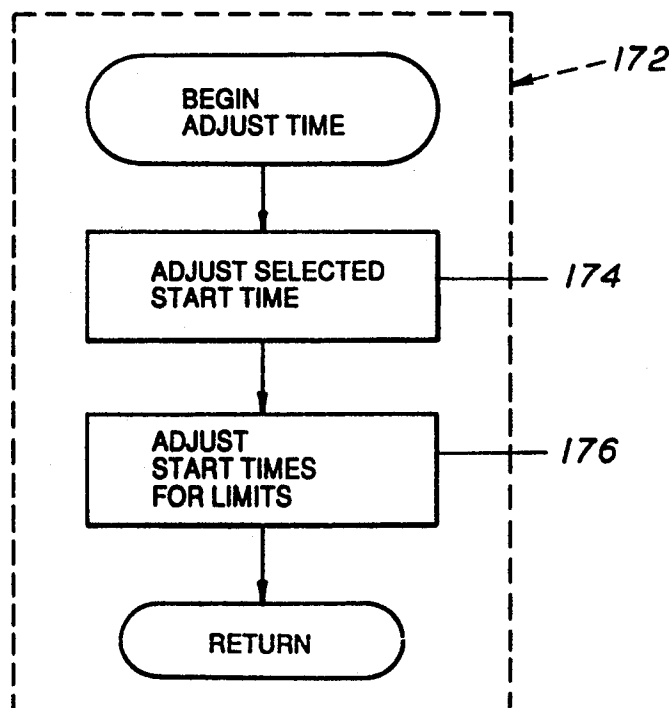 172
BEGIN
ADJUST TIME
ADJUST SELECTED
START TIME
174
ADJUST
START TIMES
FOR LIMITS
176
RETURN